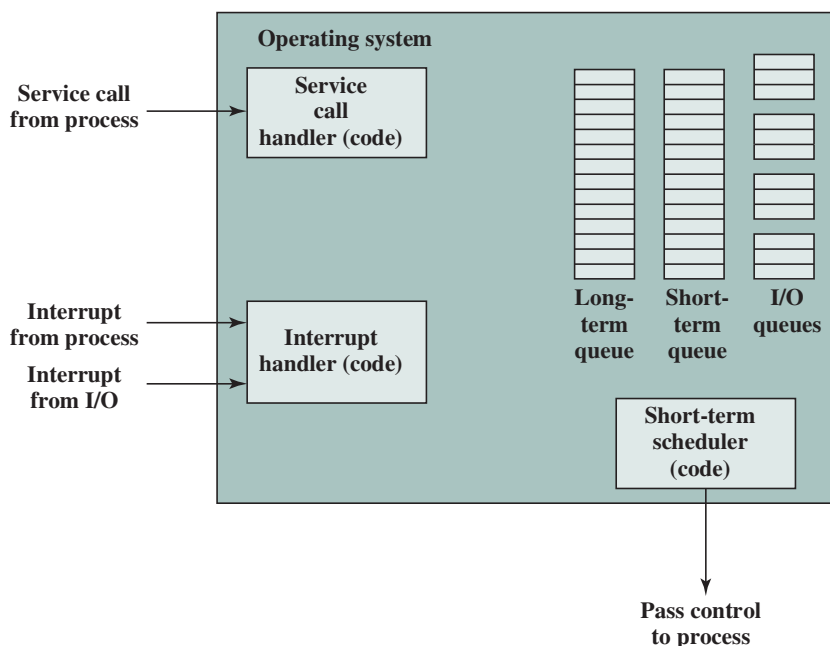 Operating system
Service call
from process
Service
call
handler (code)
Interrupt
from process
Interrupt
from I/O
Interrupt
handler (code)
Long-
term
queue
Short-
term
queue
I/O
queues
Short-term
scheduler
(code)
Pass control
to process